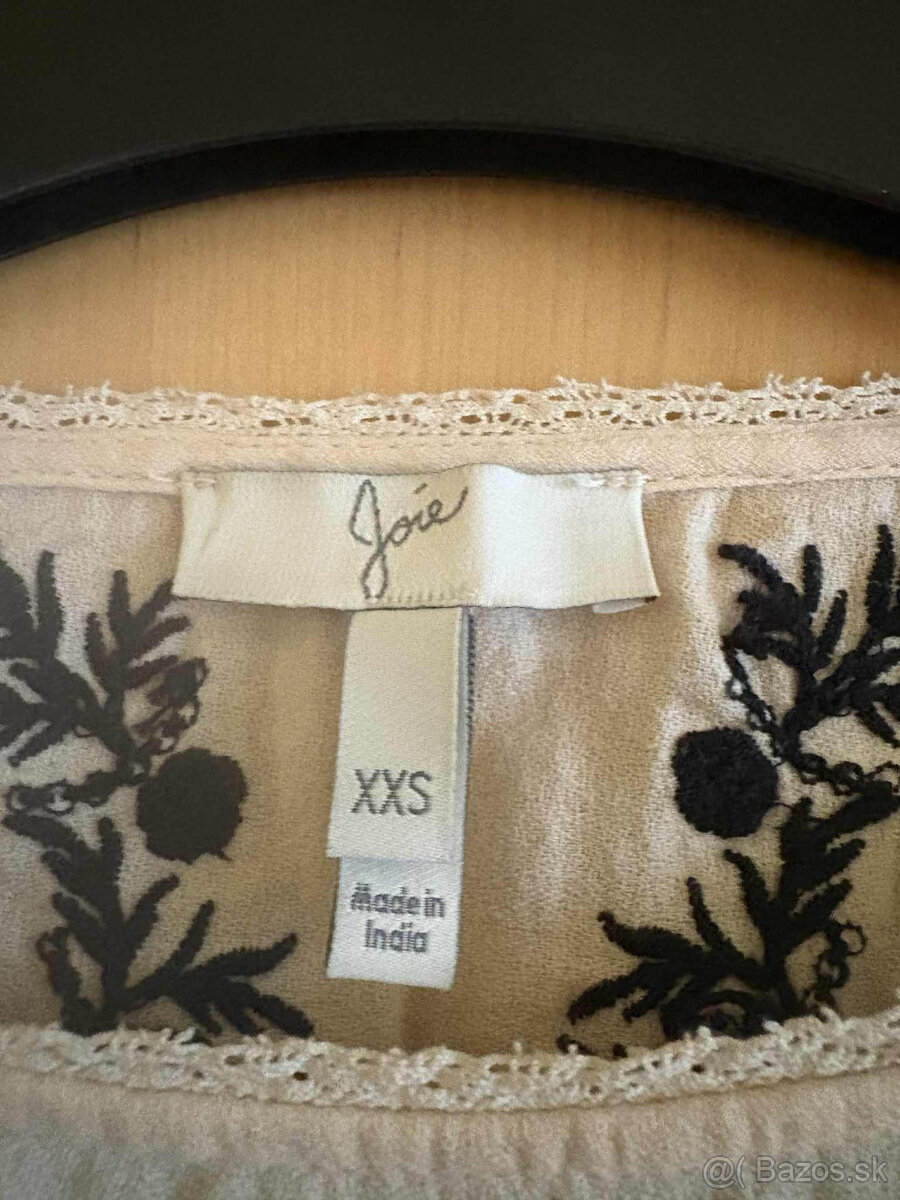 Joie
XXS
Made in
India
@( Bazos.sk